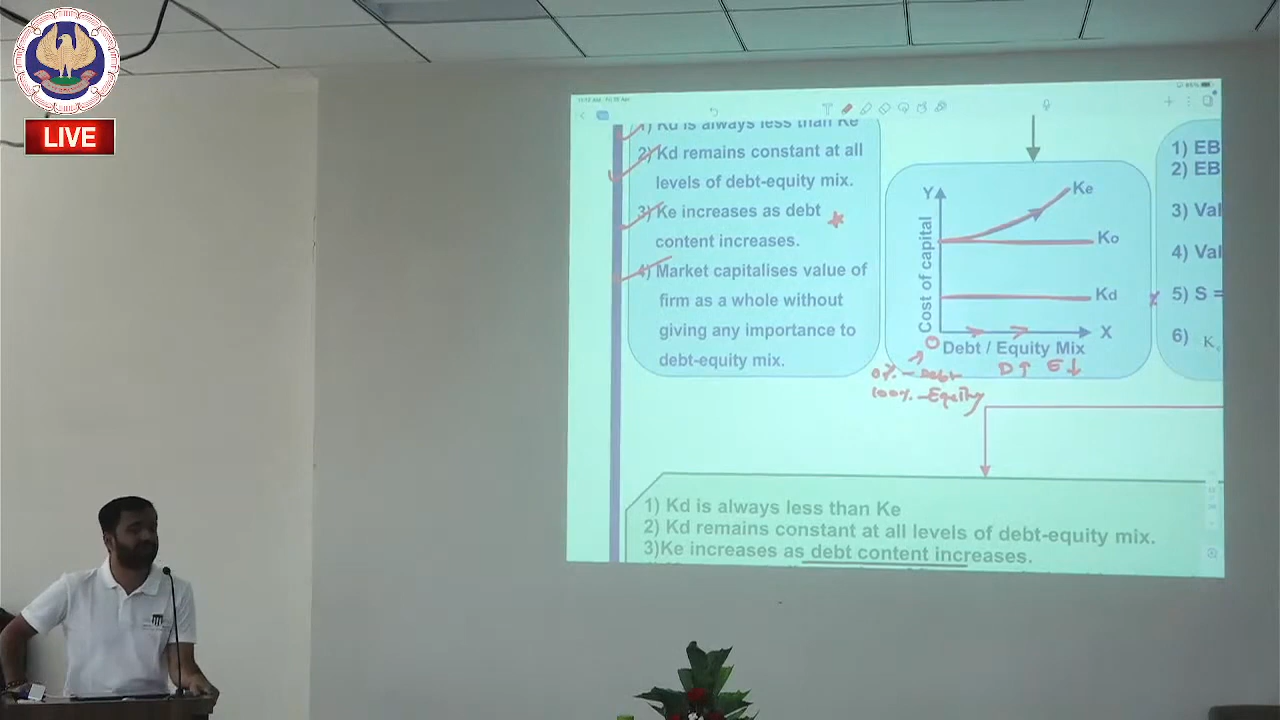 LIVE
1) Kd is always less than Ke
2) Kd remains constant at all
levels of debt-equity mix.
3) Ke increases as debt
content increases.
4) Market capitalises value of
firm as a whole without
giving any importance to
debt-equity mix.
Y
Ke
Ko
Kd
X
Cost of capital
O
Debt / Equity Mix
0% - Debt
D↑ E↓
100% - Equity
1) EB
2) EB
3) Val
4) Val
5) S =
6) K
1) Kd is always less than Ke
2) Kd remains constant at all levels of debt-equity mix.
3)Ke increases as debt content increases.